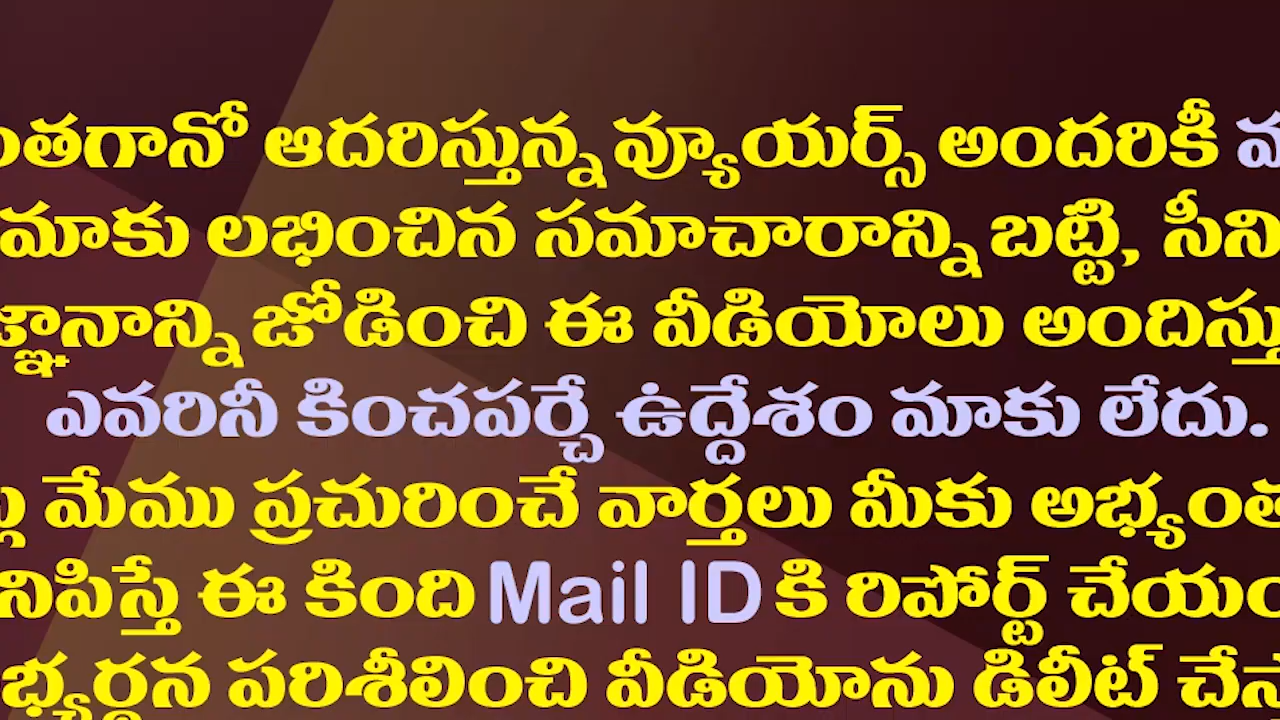 ఆదరిస్తున్న వ్యూయర్స్ అందరికీ
మాకు లభించిన సమాచారాన్ని బట్టి,
జోడించి ఈ వీడియోలు
ఎవరినీ కించపర్చే ఉద్దేశం మాకు లేదు.
మేము ప్రచురించే వార్తలు మీకు
ఈ కింది Mail ID కి రిపోర్ట్
పరిశీలించి వీడియోను డిలీట్